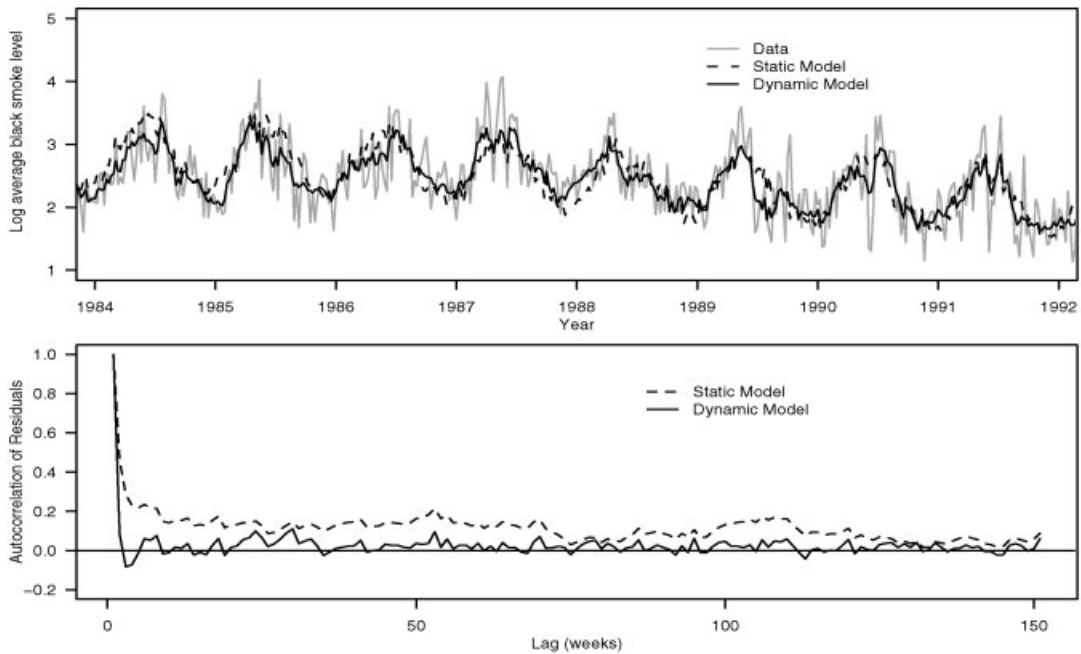 Log average black smoke level
5
4
3
2
1
Data
Static Model
Dynamic Model
1984 1985 1986 1987 1988 1989 1990 1991 1992
Year
Autocorrelation of Residuals
1.0
0.8
0.6
0.4
0.2
0.0
−0.2
Static Model
Dynamic Model
0 50 100 150
Lag (weeks)